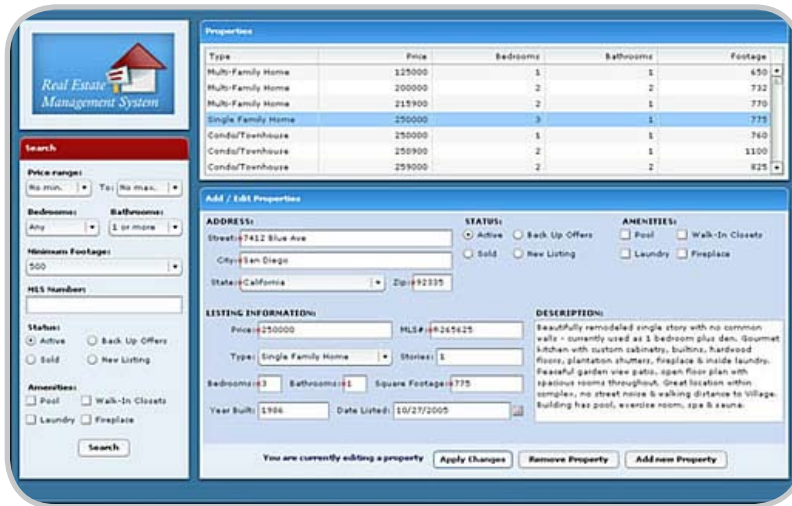 Real Estate
Management System
Properties
Type Price Bedrooms Bathrooms Footage
Multi-Family Home 125000 1 1 650
Multi-Family Home 200000 2 2 732
Multi-Family Home 215900 2 1 770
Single Family Home 250000 3 1 775
Condo/Townhouse 250000 1 1 760
Condo/Townhouse 250900 2 2 1100
Condo/Townhouse 259000 2 2 825
Search
Price range:
No min. To: No max.
Bedrooms: Bathrooms:
Any 1 or more
Minimum Footage:
500
MLS Number:
Status:
Active Back Up Offers
Sold New Listing
Amenities:
Pool Walk-In Closets
Laundry Fireplace
Search
Add / Edit Properties
ADDRESS:
Street: 7412 Blue Ave
City: San Diego
State: California Zip: 92335
STATUS:
Active Back Up Offers
Sold New Listing
AMENITIES:
Pool Walk-In Closets
Laundry Fireplace
LISTING INFORMATION:
Price: 250000 MLS#: R265625
Type: Single Family Home Stories: 1
Bedrooms: 3 Bathrooms: 1 Square Footage: 775
Year Built: 1986 Date Listed: 10/27/2005
DESCRIPTION:
Beautifully remodeled single story with no common
walls - currently used as 1 bedroom plus den. Gourmet
kitchen with custom cabinetry, builtins, hardwood
floors, plantation shutters, fireplace & inside laundry.
Peaceful garden view patio, open floor plan with
spacious rooms throughout. Great location within
complex, no street noise & walking distance to Village.
Building has pool, exercise room, spa & sauna.
You are currently editing a property Apply Changes Remove Property Add new Property